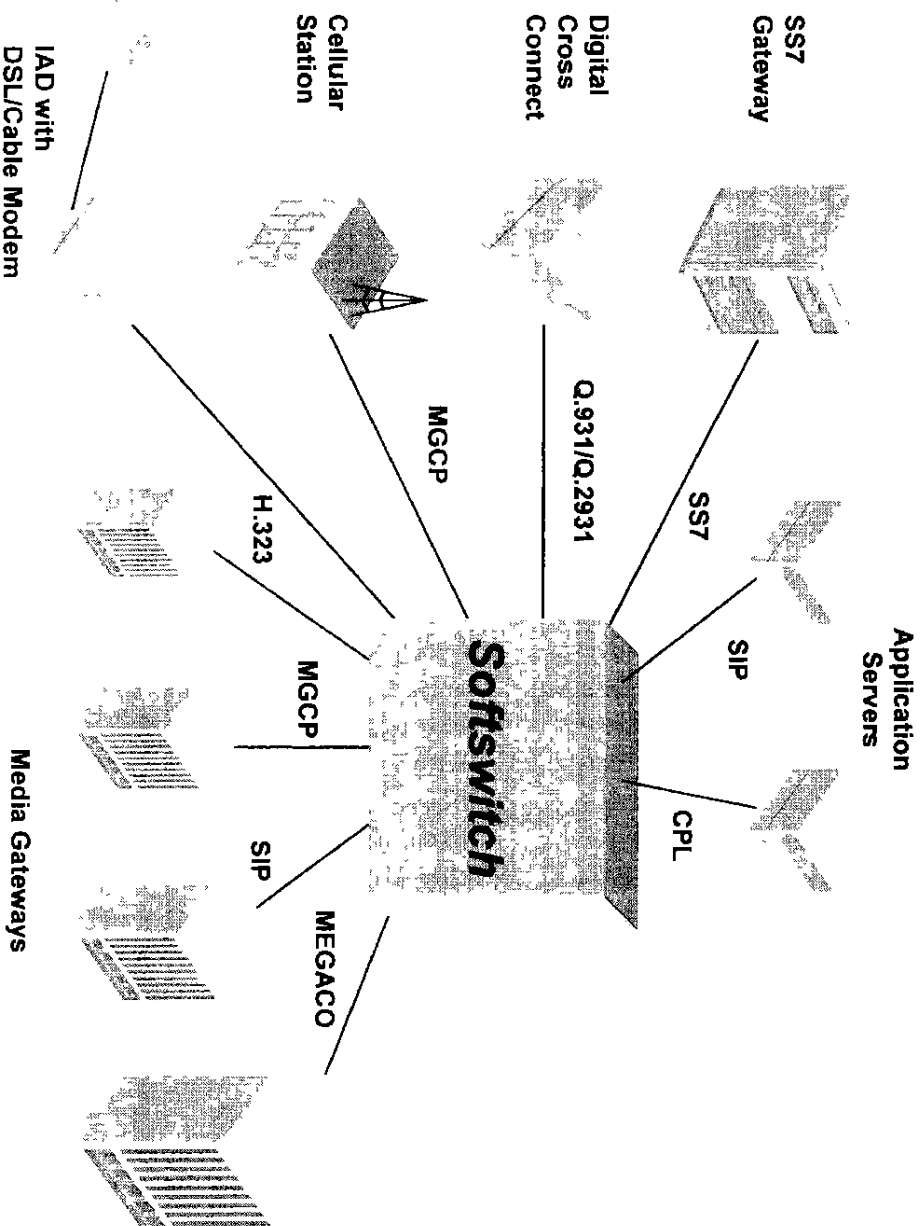 Application
Servers
SS7
Gateway
SIP
CPL
SS7
Digital
Cross
Connect
Q.931/Q.2931
Softswitch
Cellular
Station
MGCP
MEGACO
H.323
MGCP
SIP
IAD with
DSL/Cable Modem
Media Gateways